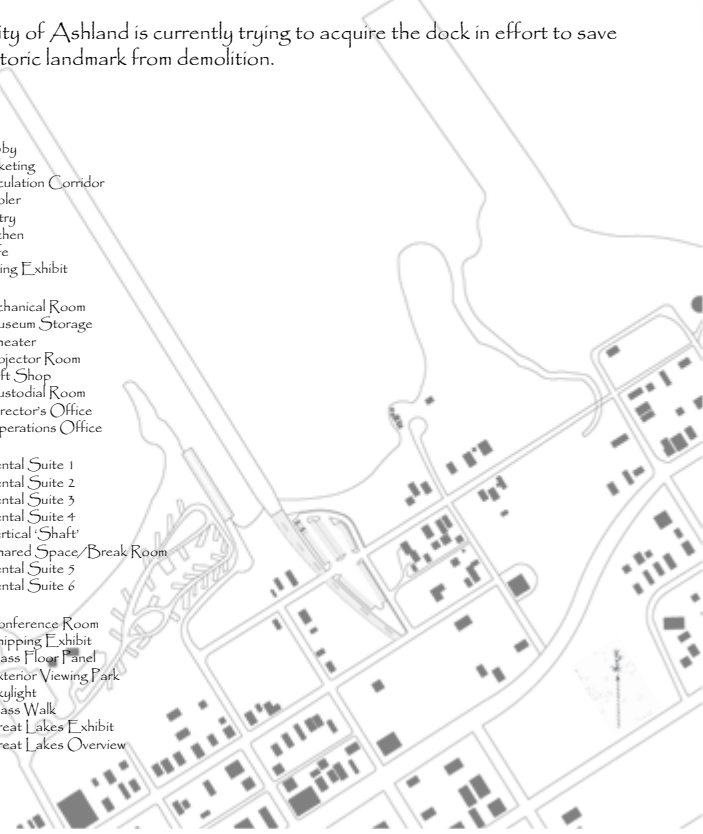 ity of Ashland is currently trying to acquire the dock in effort to save
toric landmark from demolition.
by
keting
culation Corridor
oler
try
chen
fe
ing Exhibit
chanical Room
useum Storage
heater
ojector Room
ft Shop
ustodial Room
rector's Office
perations Office
ental Suite 1
ental Suite 2
ental Suite 3
ental Suite 4
ertical 'Shaft'
hared Space/Break Room
ental Suite 5
ental Suite 6
onference Room
hipping Exhibit
ass Floor Panel
xterior Viewing Park
kylight
ass Walk
reat Lakes Exhibit
reat Lakes Overview